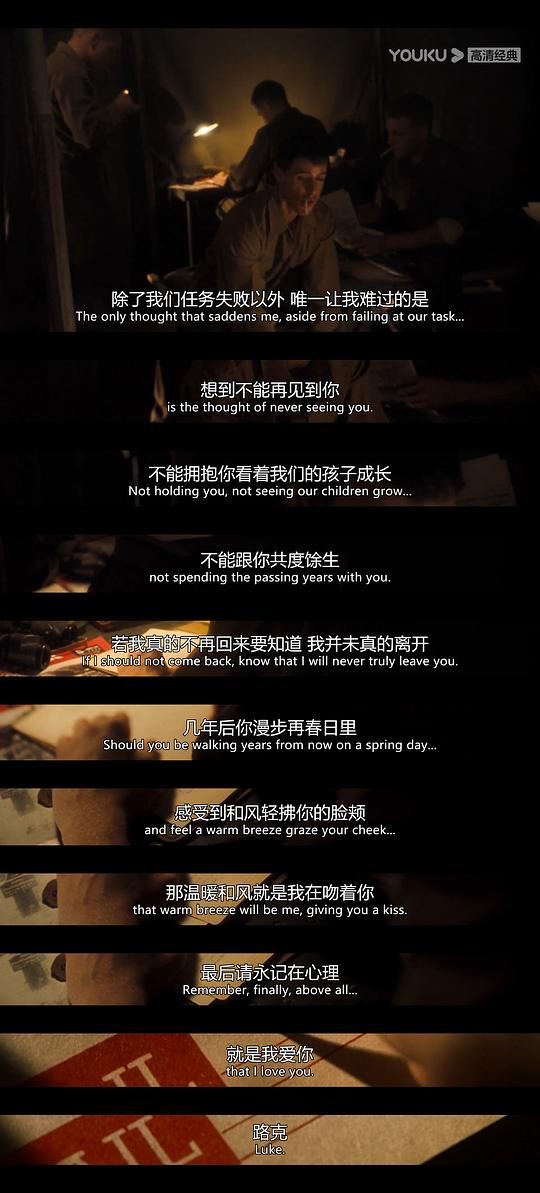 YOUKU 高清经典
除了我们任务失败以外 唯一让我难过的是
The only thought that saddens me, aside from failing at our task...
想到不能再见到你
is the thought of never seeing you.
不能拥抱你看着我们的孩子成长
Not holding you, not seeing our children grow...
不能跟你共度馀生
not spending the passing years with you.
若我真的不再回来要知道 我并未真的离开
If I should not come back, know that I will never truly leave you.
几年后你漫步再春日里
Should you be walking years from now on a spring day...
感受到和风轻拂你的脸颊
and feel a warm breeze graze your cheek...
那温暖和风就是我在吻着你
that warm breeze will be me, giving you a kiss.
最后请永记在心理
Remember, finally, above all...
就是我爱你
that I love you.
路克
Luke.